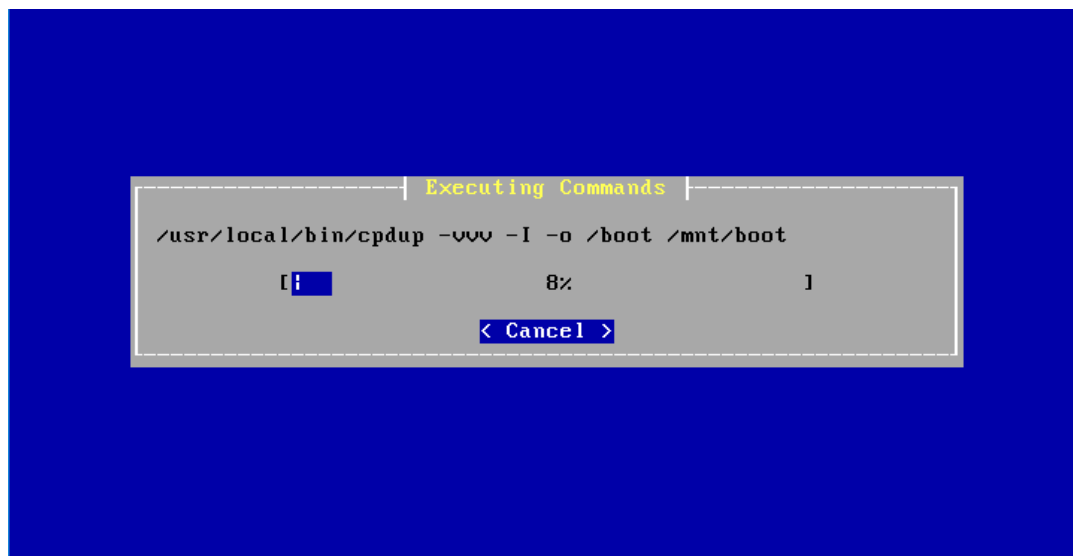 Executing Commands
/usr/local/bin/cpdup -vvv -I -o /boot /mnt/boot
[¦ 8% ]
< Cancel >